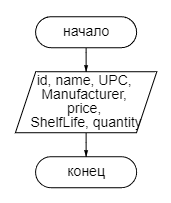 начало
id, name, UPC,
Manufacturer,
price,
ShelfLife, quantity
конец